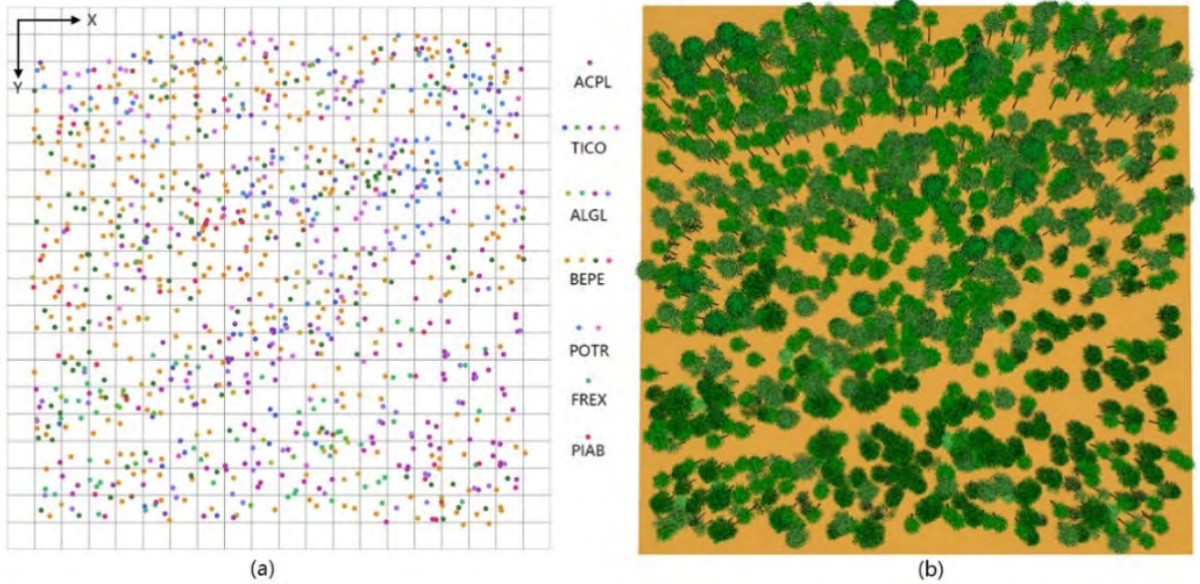 X
Y
ACPL
TICO
ALGL
BEPE
POTR
FREX
PIAB
(a)
(b)